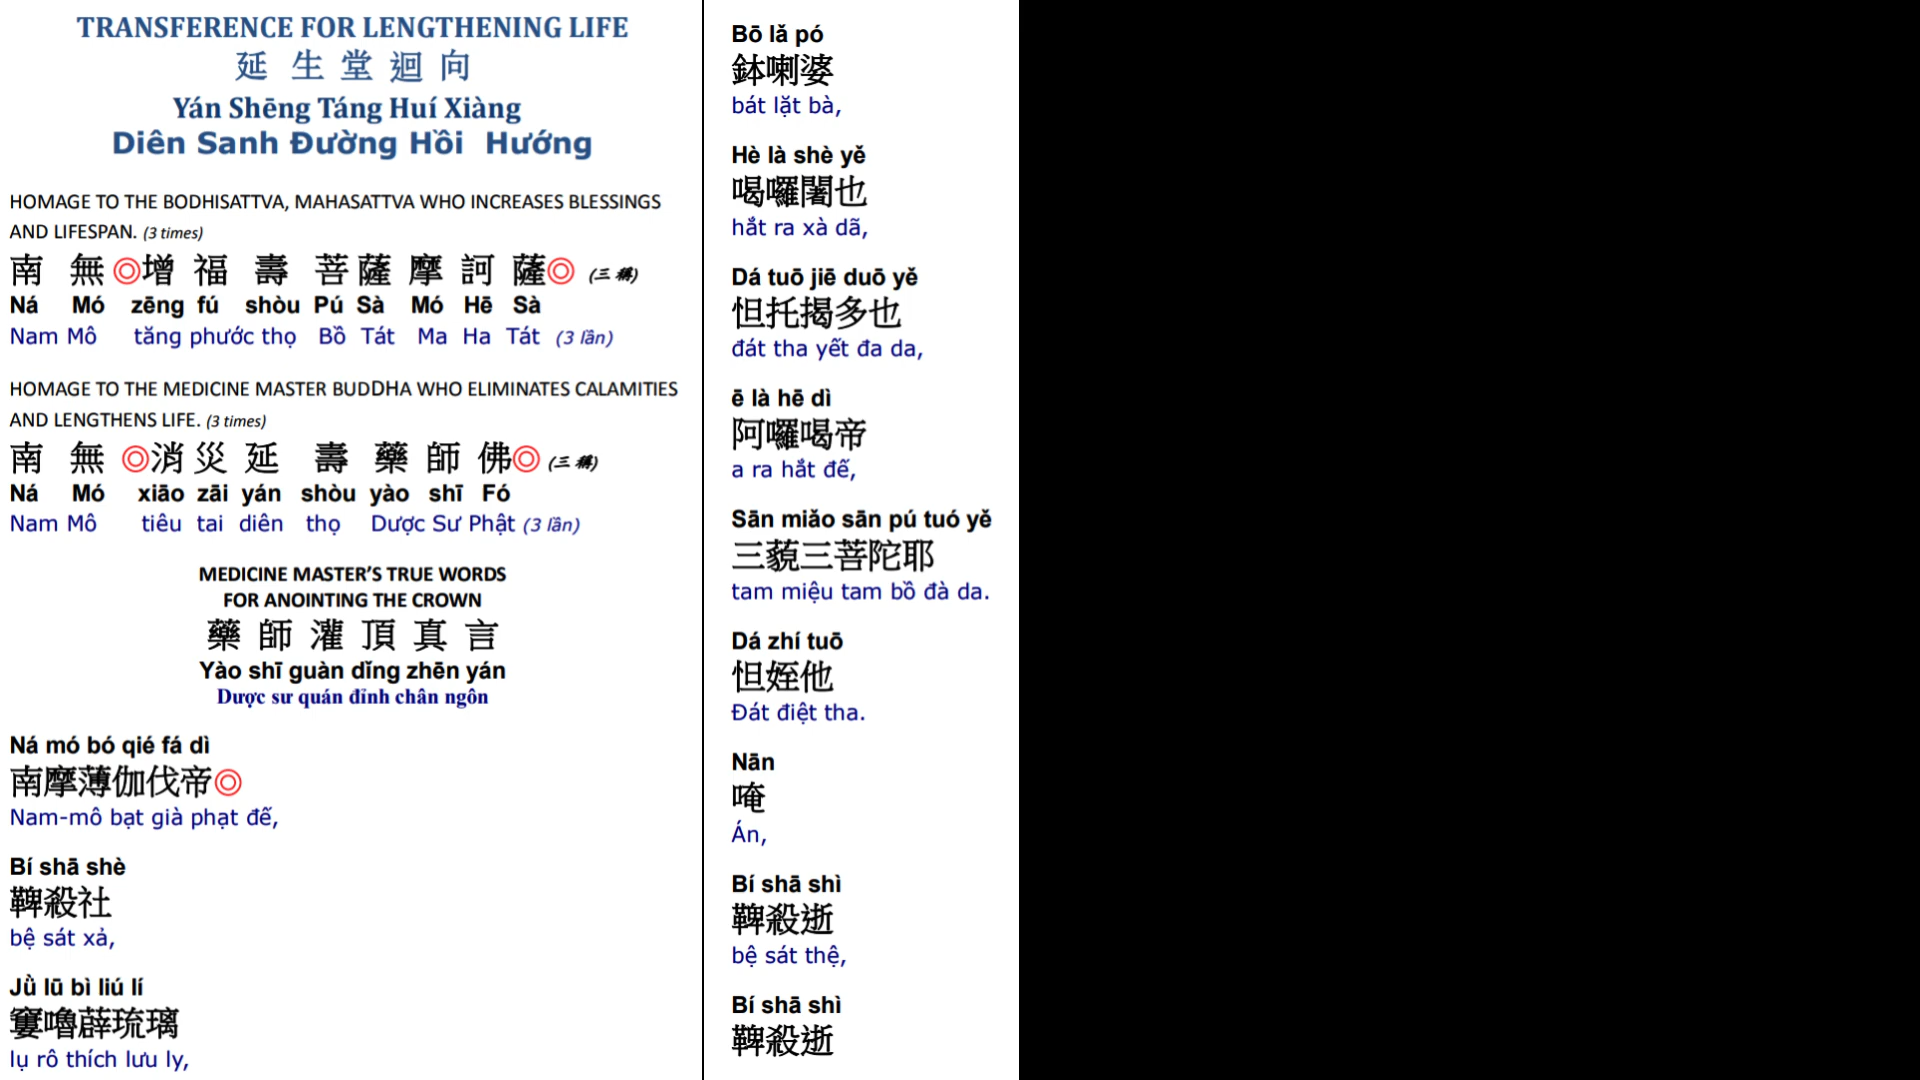 TRANSFERENCE FOR LENGTHENING LIFE
延 生 堂 迴 向
Yán Shēng Táng Huí Xiàng
Diên Sanh Đường Hồi Hướng
HOMAGE TO THE BODHISATTVA, MAHASATTVA WHO INCREASES BLESSINGS
AND LIFESPAN. (3 times)
南 無 ◎增 福 壽 菩 薩 摩 訶 薩◎ (三 稱)
Ná Mó zēng fú shòu Pú Sà Mó Hē Sà
Nam Mô tăng phước thọ Bồ Tát Ma Ha Tát (3 lần)
HOMAGE TO THE MEDICINE MASTER BUDDHA WHO ELIMINATES CALAMITIES
AND LENGTHENS LIFE. (3 times)
南 無 ◎消 災 延 壽 藥 師 佛◎ (三 稱)
Ná Mó xiāo zāi yán shòu yào shī Fó
Nam Mô tiêu tai diên thọ Dược Sư Phật (3 lần)
MEDICINE MASTER'S TRUE WORDS
FOR ANOINTING THE CROWN
藥 師 灌 頂 真 言
Yào shī guàn dǐng zhēn yán
Dược sư quán đỉnh chân ngôn
Ná mó bó qié fá dì
南摩薄伽伐帝◎
Nam-mô bạt già phạt đế,
Bí shā shè
鞞殺社
bệ sát xả,
Jǜ lū bì liú lí
窶嚕薜琉璃
lụ rô thích lưu ly,
Bō lǎ pó
鉢喇婆
bát lặt bà,
Hè là shè yě
喝囉闍也
hắt ra xà dã,
Dá tuō jiē duō yě
怛托揭多也
đát tha yết đa da,
ē là hē dì
阿囉喝帝
a ra hắt đế,
Sān miǎo sān pú tuó yě
三藐三菩陀耶
tam miệu tam bồ đà da.
Dá zhí tuō
怛姪他
Đát điệt tha.
Nān
唵
Án,
Bí shā shì
鞞殺逝
bệ sát thệ,
Bí shā shì
鞞殺逝